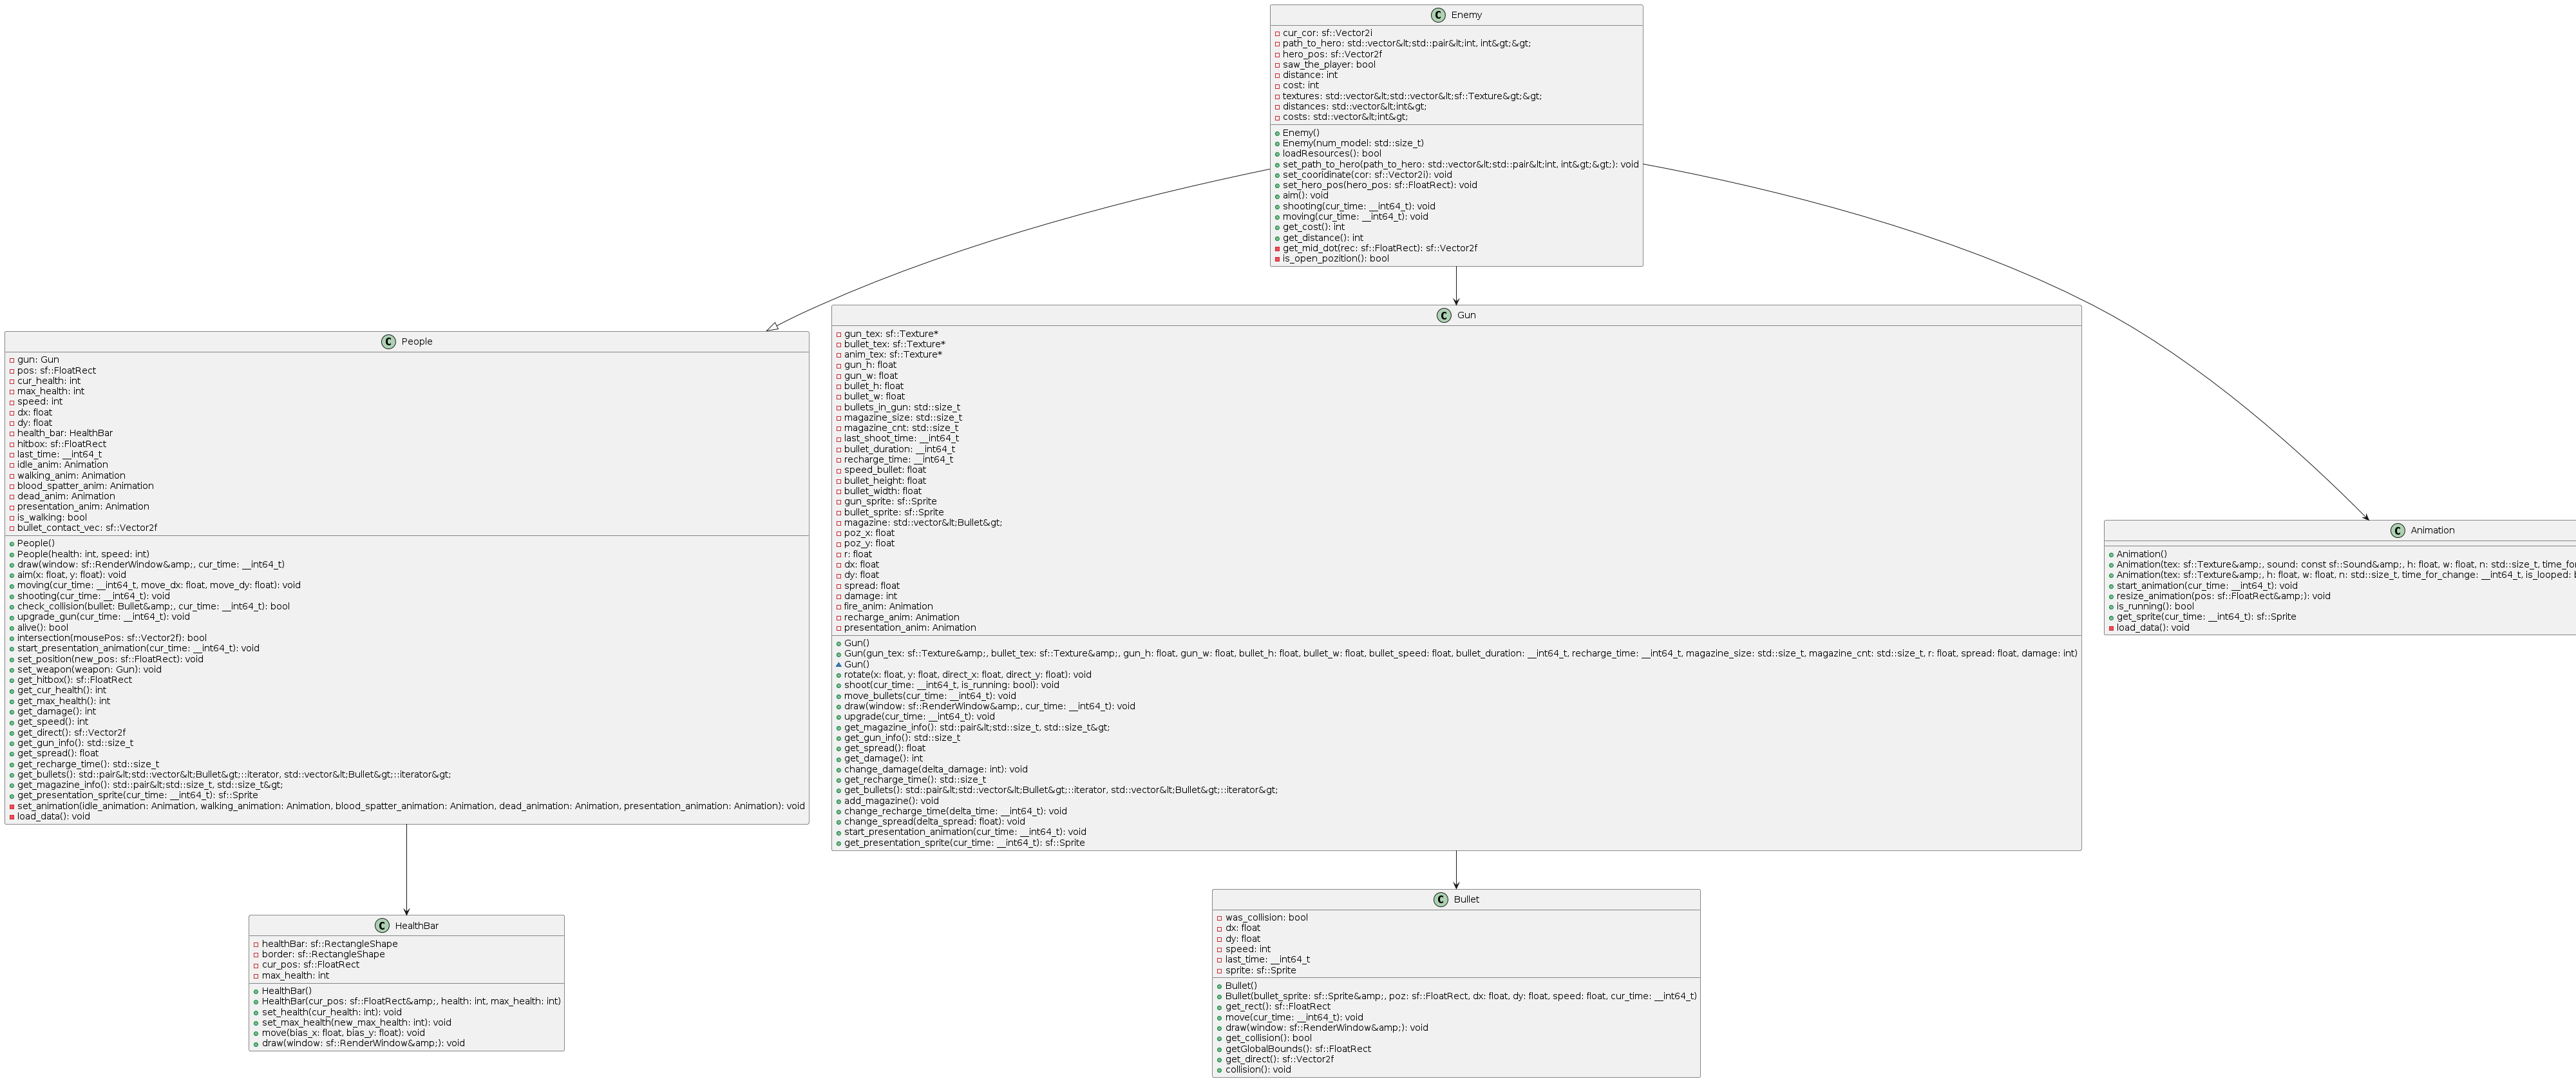 C Enemy
cur_cor: sf::Vector2i
path_to_hero: std::vector&lt;std::pair&lt;int, int&gt;&gt;
hero_pos: sf::Vector2f
saw_the_player: bool
distance: int
cost: int
textures: std::vector&lt;std::vector&lt;sf::Texture&gt;&gt;
distances: std::vector&lt;int&gt;
costs: std::vector&lt;int&gt;
Enemy()
Enemy(num_model: std::size_t)
loadResources(): bool
set_path_to_hero(path_to_hero: std::vector&lt;std::pair&lt;int, int&gt;&gt;): void
set_cooridinate(cor: sf::Vector2i): void
set_hero_pos(hero_pos: sf::FloatRect): void
aim(): void
shooting(cur_time: __int64_t): void
moving(cur_time: __int64_t): void
get_cost(): int
get_distance(): int
get_mid_dot(rec: sf::FloatRect): sf::Vector2f
is_open_pozition(): bool
C People
gun: Gun
pos: sf::FloatRect
cur_health: int
max_health: int
speed: int
dx: float
dy: float
health_bar: HealthBar
hitbox: sf::FloatRect
last_time: __int64_t
idle_anim: Animation
walking_anim: Animation
blood_spatter_anim: Animation
dead_anim: Animation
presentation_anim: Animation
is_walking: bool
bullet_contact_vec: sf::Vector2f
People()
People(health: int, speed: int)
draw(window: sf::RenderWindow&amp;, cur_time: __int64_t)
aim(x: float, y: float): void
moving(cur_time: __int64_t, move_dx: float, move_dy: float): void
shooting(cur_time: __int64_t): void
check_collision(bullet: Bullet&amp;, cur_time: __int64_t): bool
upgrade_gun(cur_time: __int64_t): void
alive(): bool
intersection(mousePos: sf::Vector2f): bool
start_presentation_animation(cur_time: __int64_t): void
set_position(new_pos: sf::FloatRect): void
set_weapon(weapon: Gun): void
get_hitbox(): sf::FloatRect
get_cur_health(): int
get_max_health(): int
get_damage(): int
get_speed(): int
get_direct(): sf::Vector2f
get_gun_info(): std::size_t
get_spread(): float
get_recharge_time(): std::size_t
get_bullets(): std::pair&lt;std::vector&lt;Bullet&gt;::iterator, std::vector&lt;Bullet&gt;::iterator&gt;
get_magazine_info(): std::pair&lt;std::size_t, std::size_t&gt;
get_presentation_sprite(cur_time: __int64_t): sf::Sprite
set_animation(idle_animation: Animation, walking_animation: Animation, blood_spatter_animation: Animation, dead_animation: Animation, presentation_animation: Animation): void
load_data(): void
C Gun
gun_tex: sf::Texture*
bullet_tex: sf::Texture*
anim_tex: sf::Texture*
gun_h: float
gun_w: float
bullet_h: float
bullet_w: float
bullets_in_gun: std::size_t
magazine_size: std::size_t
magazine_cnt: std::size_t
last_shoot_time: __int64_t
bullet_duration: __int64_t
recharge_time: __int64_t
speed_bullet: float
bullet_height: float
bullet_width: float
gun_sprite: sf::Sprite
bullet_sprite: sf::Sprite
magazine: std::vector&lt;Bullet&gt;
poz_x: float
poz_y: float
r: float
dx: float
dy: float
spread: float
damage: int
fire_anim: Animation
recharge_anim: Animation
presentation_anim: Animation
Gun()
Gun(gun_tex: sf::Texture&amp;, bullet_tex: sf::Texture&amp;, gun_h: float, gun_w: float, bullet_h: float, bullet_w: float, bullet_speed: float, bullet_duration: __int64_t, recharge_time: __int64_t, magazine_size: std::size_t, magazine_cnt: std::size_t, r: float, spread: float, damage: int)
Gun()
rotate(x: float, y: float, direct_x: float, direct_y: float): void
shoot(cur_time: __int64_t, is_running: bool): void
move_bullets(cur_time: __int64_t): void
draw(window: sf::RenderWindow&amp;, cur_time: __int64_t): void
upgrade(cur_time: __int64_t): void
get_magazine_info(): std::pair&lt;std::size_t, std::size_t&gt;
get_gun_info(): std::size_t
get_spread(): float
get_damage(): int
change_damage(delta_damage: int): void
get_recharge_time(): std::size_t
get_bullets(): std::pair&lt;std::vector&lt;Bullet&gt;::iterator, std::vector&lt;Bullet&gt;::iterator&gt;
add_magazine(): void
change_recharge_time(delta_time: __int64_t): void
change_spread(delta_spread: float): void
start_presentation_animation(cur_time: __int64_t): void
get_presentation_sprite(cur_time: __int64_t): sf::Sprite
C Animation
Animation()
Animation(tex: sf::Texture&amp;, sound: const sf::Sound&amp;, h: float, w: float, n: std::size_t, time_for
Animation(tex: sf::Texture&amp;, h: float, w: float, n: std::size_t, time_for_change: __int64_t, is_looped:
start_animation(cur_time: __int64_t): void
resize_animation(pos: sf::FloatRect&amp;): void
is_running(): bool
get_sprite(cur_time: __int64_t): sf::Sprite
load_data(): void
C HealthBar
healthBar: sf::RectangleShape
border: sf::RectangleShape
cur_pos: sf::FloatRect
max_health: int
HealthBar()
HealthBar(cur_pos: sf::FloatRect&amp;, health: int, max_health: int)
set_health(cur_health: int): void
set_max_health(new_max_health: int): void
move(bias_x: float, bias_y: float): void
draw(window: sf::RenderWindow&amp;): void
C Bullet
was_collision: bool
dx: float
dy: float
speed: int
last_time: __int64_t
sprite: sf::Sprite
Bullet()
Bullet(bullet_sprite: sf::Sprite&amp;, poz: sf::FloatRect, dx: float, dy: float, speed: float, cur_time: __int64_t)
get_rect(): sf::FloatRect
move(cur_time: __int64_t): void
draw(window: sf::RenderWindow&amp;): void
get_collision(): bool
getGlobalBounds(): sf::FloatRect
get_direct(): sf::Vector2f
collision(): void